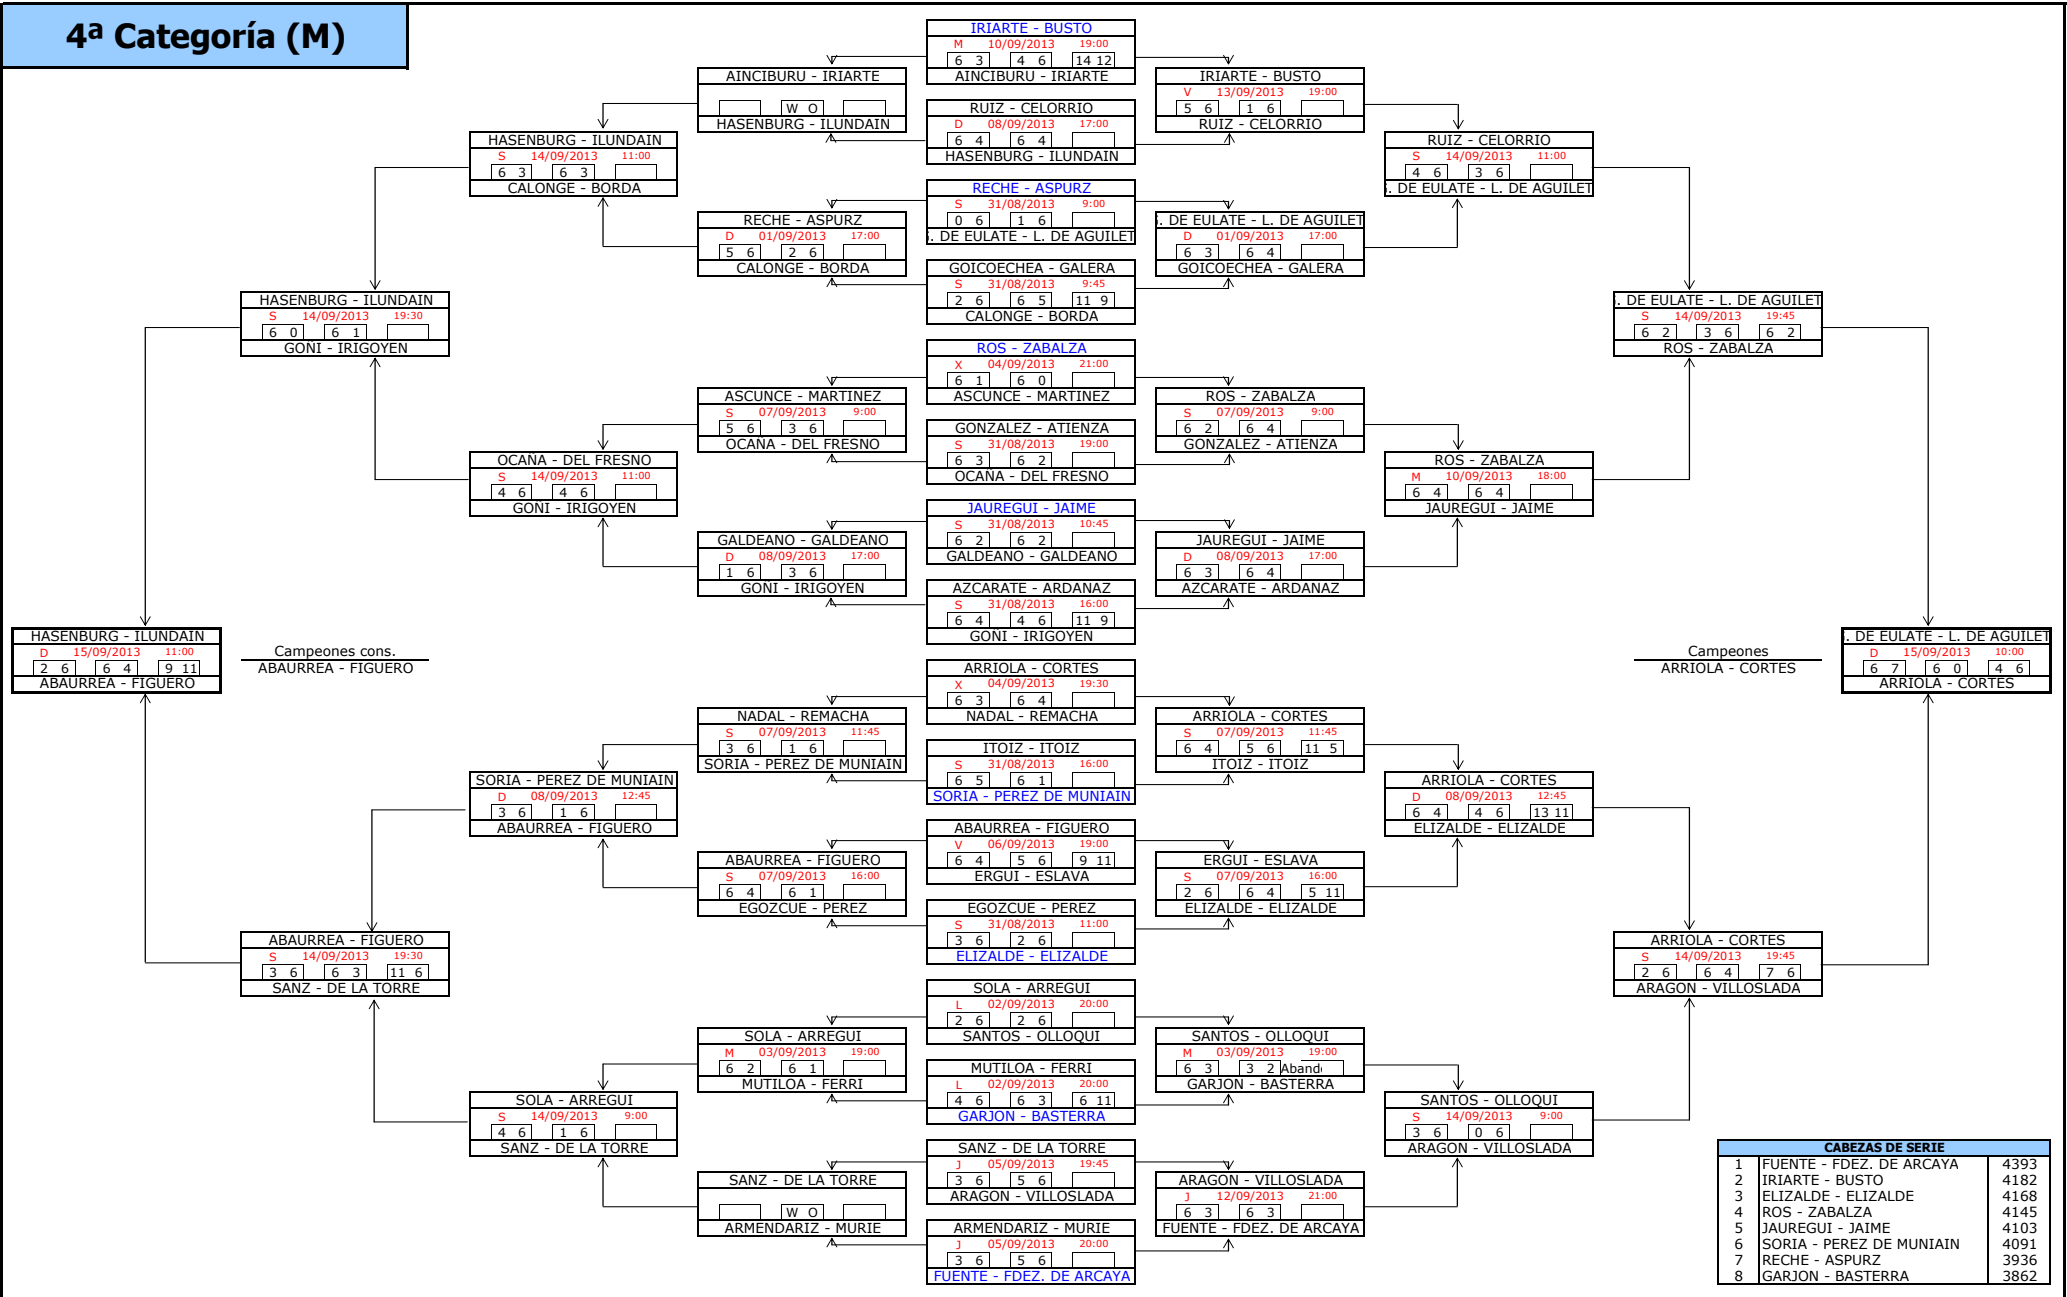 4ª Categoría (M)
IRIARTE - BUSTO
M 10/09/2013 19:00
6 3 4 6 14 12
AINCIBURU - IRIARTE
RUIZ - CELORRIO
D 08/09/2013 17:00
6 4 6 4
HASENBURG - ILUNDAIN
RECHE - ASPURZ
S 31/08/2013 9:00
0 6 1 6
. DE EULATE - L. DE AGUILET
GOICOECHEA - GALERA
S 31/08/2013 9:45
2 6 6 5 11 9
CALONGE - BORDA
ROS - ZABALZA
X 04/09/2013 21:00
6 1 6 0
ASCUNCE - MARTINEZ
GONZALEZ - ATIENZA
S 31/08/2013 19:00
6 3 6 2
OCAÑA - DEL FRESNO
JAUREGUI - JAIME
S 31/08/2013 10:45
6 2 6 2
GALDEANO - GALDEANO
AZCARATE - ARDANAZ
S 31/08/2013 16:00
6 4 4 6 11 9
GOÑI - IRIGOYEN
ARRIOLA - CORTES
X 04/09/2013 19:30
6 3 6 4
NADAL - REMACHA
ITOIZ - ITOIZ
S 31/08/2013 16:00
6 5 6 1
SORIA - PEREZ DE MUNIAIN
ABAURREA - FIGUERO
V 06/09/2013 19:00
6 4 5 6 9 11
ERGUI - ESLAVA
EGOZCUE - PEREZ
S 31/08/2013 11:00
3 6 2 6
ELIZALDE - ELIZALDE
SOLA - ARREGUI
L 02/09/2013 20:00
2 6 2 6
SANTOS - OLLOQUI
MUTILOA - FERRI
L 02/09/2013 20:00
4 6 6 3 6 11
GARJON - BASTERRA
SANZ - DE LA TORRE
J 05/09/2013 19:45
3 6 5 6
ARAGON - VILLOSLADA
ARMENDARIZ - MURIE
J 05/09/2013 20:00
3 6 5 6
FUENTE - FDEZ. DE ARCAYA
AINCIBURU - IRIARTE
W O
HASENBURG - ILUNDAIN
RECHE - ASPURZ
D 01/09/2013 17:00
5 6 2 6
CALONGE - BORDA
ASCUNCE - MARTINEZ
S 07/09/2013 9:00
5 6 3 6
OCAÑA - DEL FRESNO
GALDEANO - GALDEANO
D 08/09/2013 17:00
1 6 3 6
GOÑI - IRIGOYEN
NADAL - REMACHA
S 07/09/2013 11:45
3 6 1 6
SORIA - PEREZ DE MUNIAIN
ABAURREA - FIGUERO
S 07/09/2013 16:00
6 4 6 1
EGOZCUE - PEREZ
SOLA - ARREGUI
M 03/09/2013 19:00
6 2 6 1
MUTILOA - FERRI
SANZ - DE LA TORRE
W O
ARMENDARIZ - MURIE
HASENBURG - ILUNDAIN
S 14/09/2013 11:00
6 3 6 3
CALONGE - BORDA
OCAÑA - DEL FRESNO
S 14/09/2013 11:00
4 6 4 6
GOÑI - IRIGOYEN
SORIA - PEREZ DE MUNIAIN
D 08/09/2013 12:45
3 6 1 6
ABAURREA - FIGUERO
SOLA - ARREGUI
S 14/09/2013 9:00
4 6 1 6
SANZ - DE LA TORRE
HASENBURG - ILUNDAIN
S 14/09/2013 19:30
6 0 6 1
GOÑI - IRIGOYEN
ABAURREA - FIGUERO
S 14/09/2013 19:30
3 6 6 3 11 6
SANZ - DE LA TORRE
HASENBURG - ILUNDAIN
D 15/09/2013 11:00
2 6 6 4 9 11
ABAURREA - FIGUERO
Campeones cons.
ABAURREA - FIGUERO
IRIARTE - BUSTO
V 13/09/2013 19:00
5 6 1 6
RUIZ - CELORRIO
. DE EULATE - L. DE AGUILET
D 01/09/2013 17:00
6 3 6 4
GOICOECHEA - GALERA
ROS - ZABALZA
S 07/09/2013 9:00
6 2 6 4
GONZALEZ - ATIENZA
JAUREGUI - JAIME
D 08/09/2013 17:00
6 3 6 4
AZCARATE - ARDANAZ
ARRIOLA - CORTES
S 07/09/2013 11:45
6 4 5 6 11 5
ITOIZ - ITOIZ
ERGUI - ESLAVA
S 07/09/2013 16:00
2 6 6 4 5 11
ELIZALDE - ELIZALDE
SANTOS - OLLOQUI
M 03/09/2013 19:00
6 3 3 2 Aband
GARJON - BASTERRA
ARAGON - VILLOSLADA
J 12/09/2013 21:00
6 3 6 3
FUENTE - FDEZ. DE ARCAYA
RUIZ - CELORRIO
S 14/09/2013 11:00
4 6 3 6
. DE EULATE - L. DE AGUILET
ROS - ZABALZA
M 10/09/2013 18:00
6 4 6 4
JAUREGUI - JAIME
ARRIOLA - CORTES
D 08/09/2013 12:45
6 4 4 6 13 11
ELIZALDE - ELIZALDE
SANTOS - OLLOQUI
S 14/09/2013 9:00
3 6 0 6
ARAGON - VILLOSLADA
. DE EULATE - L. DE AGUILET
S 14/09/2013 19:45
6 2 3 6 6 2
ROS - ZABALZA
ARRIOLA - CORTES
S 14/09/2013 19:45
2 6 6 4 7 6
ARAGON - VILLOSLADA
Campeones
ARRIOLA - CORTES
. DE EULATE - L. DE AGUILET
D 15/09/2013 10:00
6 7 6 0 4 6
ARRIOLA - CORTES
CABEZAS DE SERIE
1 FUENTE - FDEZ. DE ARCAYA 4393
2 IRIARTE - BUSTO 4182
3 ELIZALDE - ELIZALDE 4168
4 ROS - ZABALZA 4145
5 JAUREGUI - JAIME 4103
6 SORIA - PEREZ DE MUNIAIN 4091
7 RECHE - ASPURZ 3936
8 GARJON - BASTERRA 3862